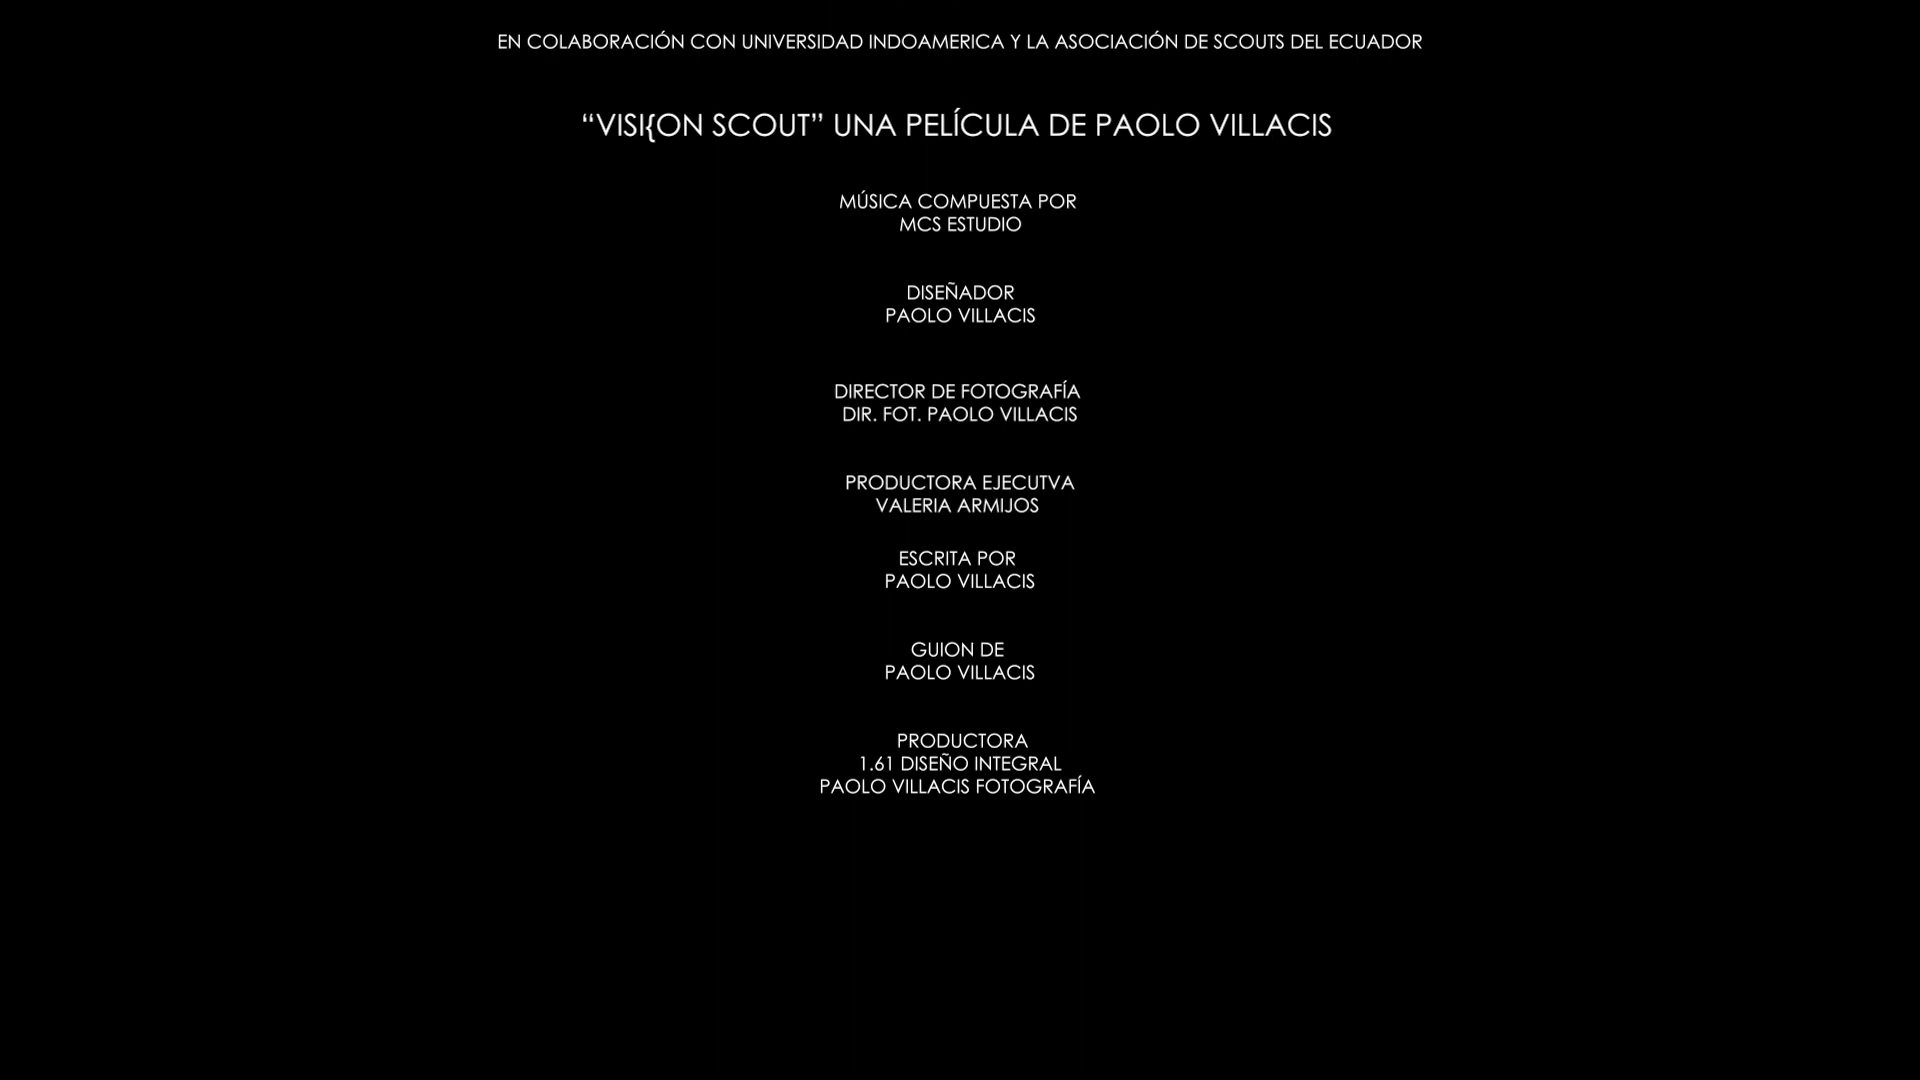 EN COLABORACIÓN CON UNIVERSIDAD INDOAMERICA Y LA ASOCIACIÓN DE SCOUTS DEL ECUADOR
“VISI{ON SCOUT” UNA PELÍCULA DE PAOLO VILLACIS
MÚSICA COMPUESTA POR
MCS ESTUDIO
DISEÑADOR
PAOLO VILLACIS
DIRECTOR DE FOTOGRAFÍA
DIR. FOT. PAOLO VILLACIS
PRODUCTORA EJECUTVA
VALERIA ARMIJOS
ESCRITA POR
PAOLO VILLACIS
GUION DE
PAOLO VILLACIS
PRODUCTORA
1.61 DISEÑO INTEGRAL
PAOLO VILLACIS FOTOGRAFÍA